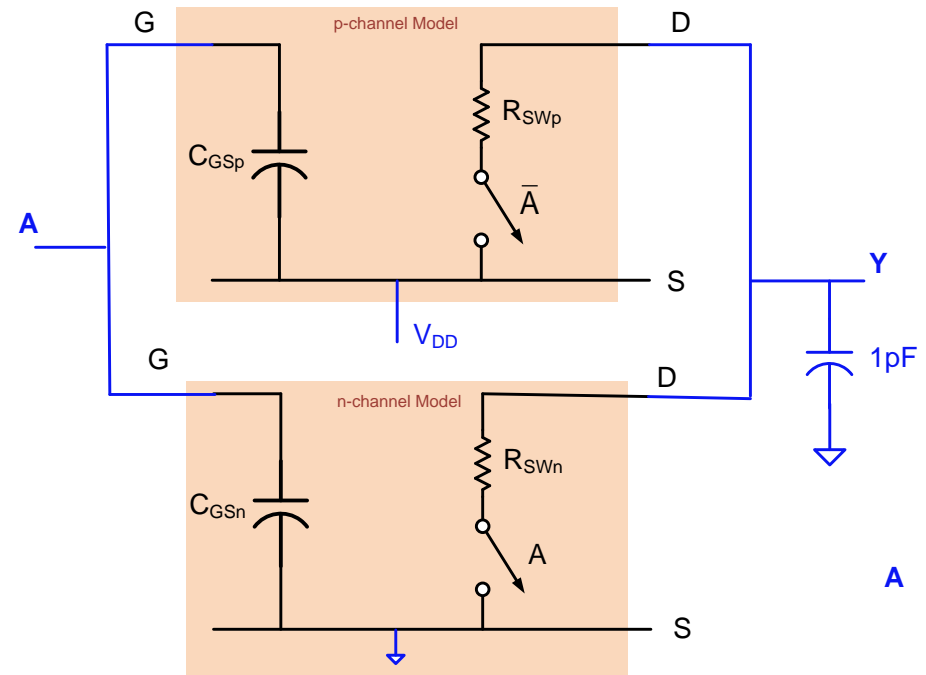 G
p-channel Model
D
R_SWp
C_GSp
A̅
A
Y
S
V_DD
1pF
G
D
n-channel Model
R_SWn
C_GSn
A
A
S